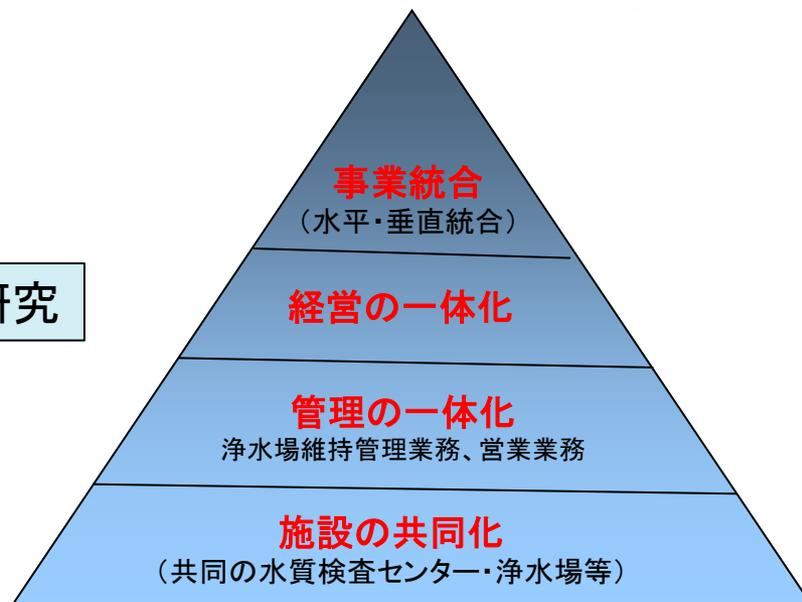 事業統合
（水平・垂直統合）
研究
経営の一体化
管理の一体化
浄水場維持管理業務、営業業務
施設の共同化
（共同の水質検査センター・浄水場等）